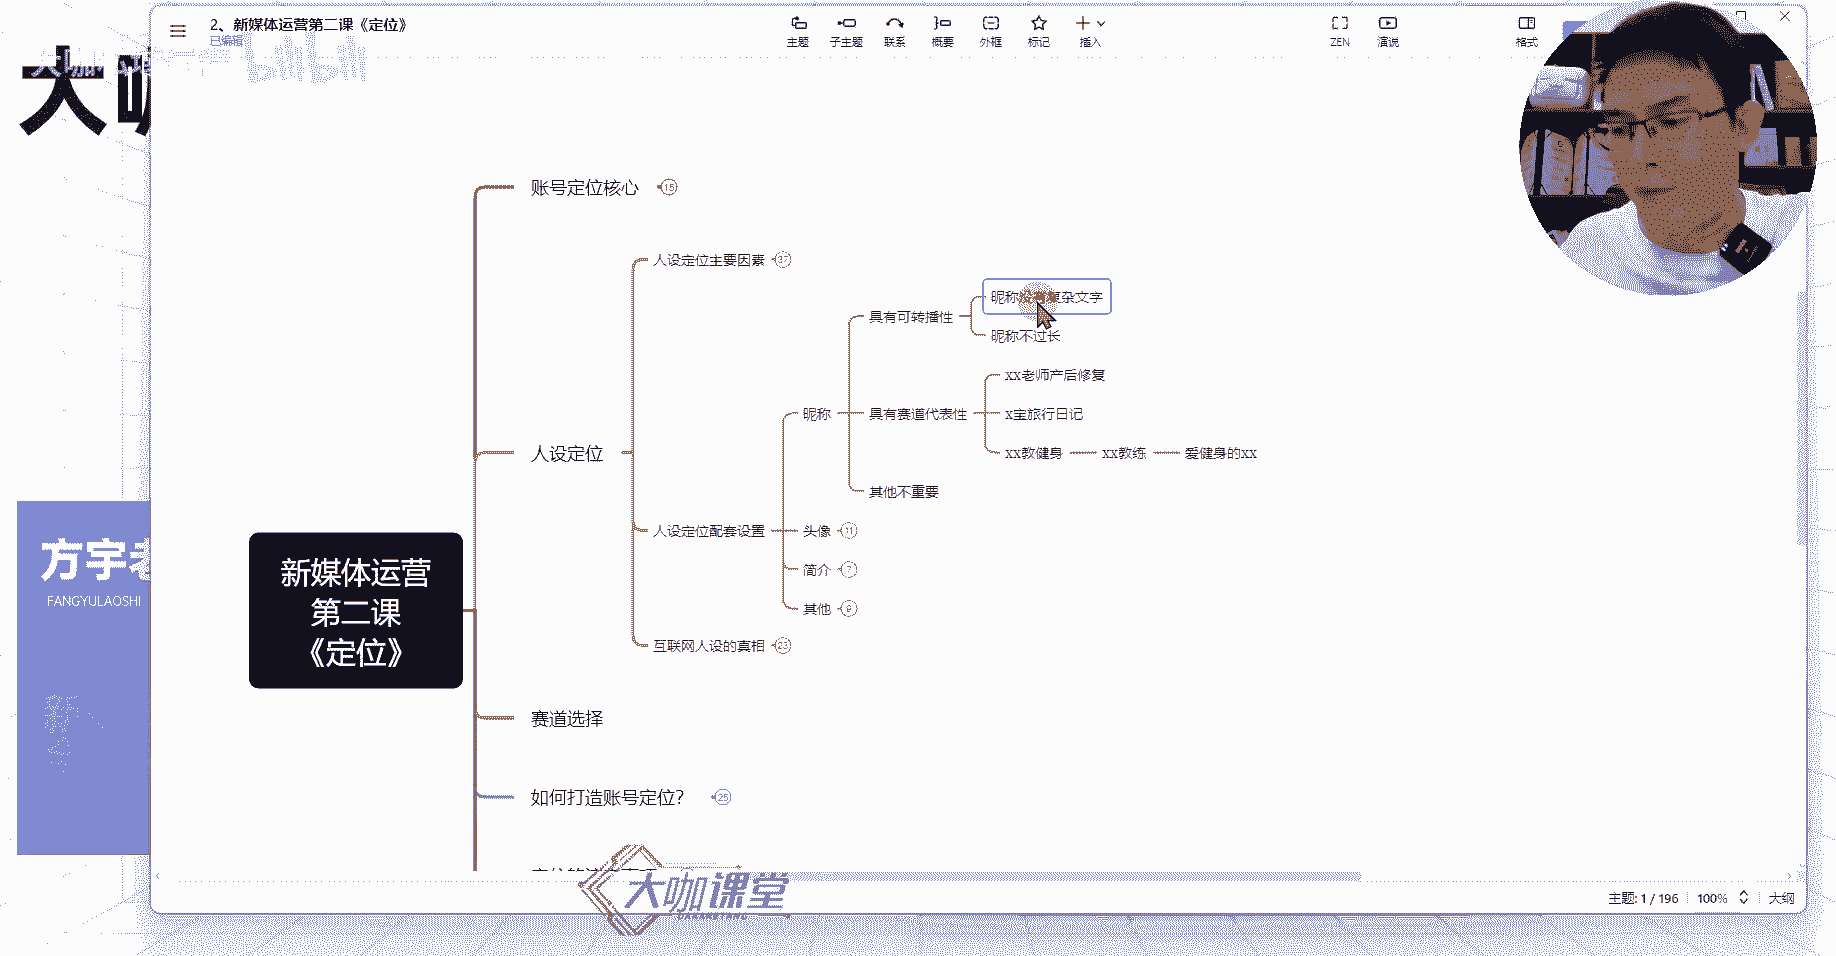 2、新媒体运营第二课《定位》
已编辑
主题
子主题
联系
概要
外框
标记
插入
ZEN
演说
格式
大咖
bilibili
账号定位核心 15
人设定位主要因素 37
昵称没有复杂文字
具有可转播性
昵称不过长
xx老师产后修复
昵称
具有赛道代表性
x宝旅行日记
人设定位
xx教健身
xx教练
爱健身的xx
其他不重要
人设定位配套设置
头像 11
简介 7
其他 9
互联网人设的真相 23
新媒体运营
第二课
《定位》
方宇老
FANGYULAOSHI
赛道选择
如何打造账号定位? 25
大咖课堂
主题: 1 / 196
100%
大纲